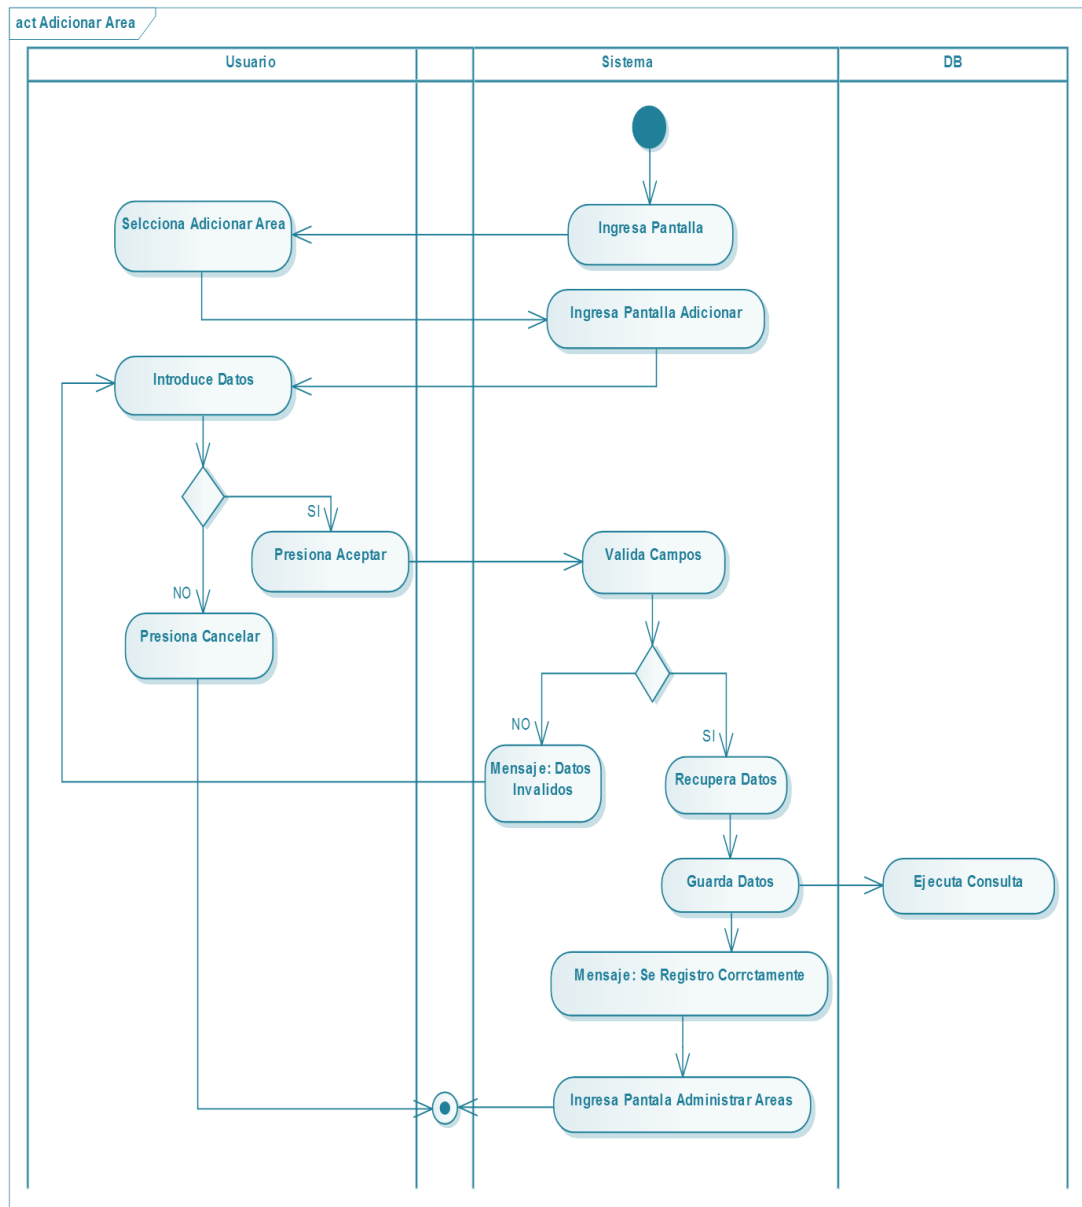 act Adicionar Area
Usuario
Sistema
DB
Ingresa Pantalla
Selcciona Adicionar Area
Ingresa Pantalla Adicionar
Introduce Datos
SI
Presiona Aceptar
Valida Campos
NO
Presiona Cancelar
NO
SI
Mensaje: Datos
Invalidos
Recupera Datos
Guarda Datos
Ejecuta Consulta
Mensaje: Se Registro Corrctamente
Ingresa Pantala Administrar Areas